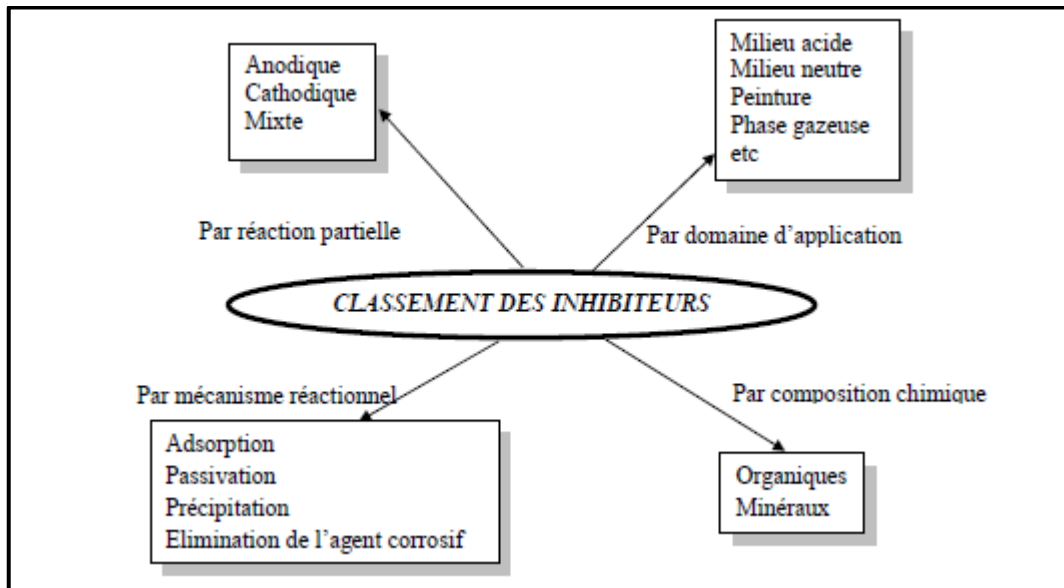 Anodique
Cathodique
Mixte
Milieu acide
Milieu neutre
Peinture
Phase gazeuse
etc
Par réaction partielle
Par domaine d’application
CLASSEMENT DES INHIBITEURS
Par mécanisme réactionnel
Par composition chimique
Adsorption
Passivation
Précipitation
Elimination de l’agent corrosif
Organiques
Minéraux